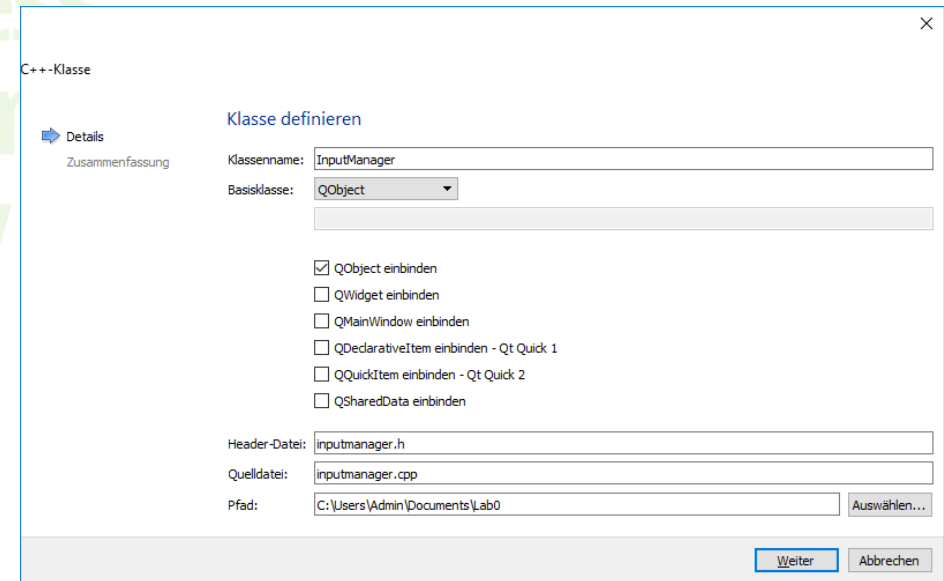 C++-Klasse
Details
Zusammenfassung
Klasse definieren
Klassenname: InputManager
Basisklasse: QObject
QObject einbinden
QWidget einbinden
QMainWindow einbinden
QDeclarativeItem einbinden - Qt Quick 1
QQuickItem einbinden - Qt Quick 2
QSharedData einbinden
Header-Datei: inputmanager.h
Quelldatei: inputmanager.cpp
Pfad: C:\Users\Admin\Documents\Lab0 Auswählen...
Weiter Abbrechen